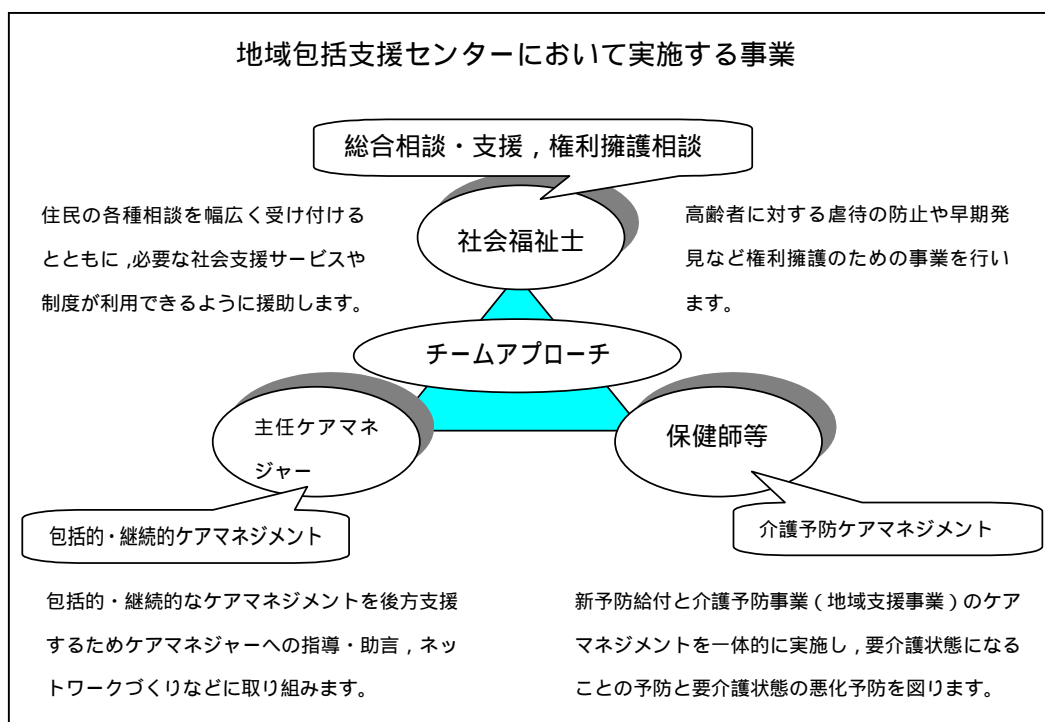 地域包括支援センターにおいて実施する事業
総合相談・支援，権利擁護相談
社会福祉士
住民の各種相談を幅広く受け付ける
とともに，必要な社会支援サービスや
制度が利用できるように援助します。
高齢者に対する虐待の防止や早期発
見など権利擁護のための事業を行い
ます。
チームアプローチ
主任ケアマネ
ジャー
保健師等
包括的・継続的ケアマネジメント
介護予防ケアマネジメント
包括的・継続的なケアマネジメントを後方支援
するためケアマネジャーへの指導・助言，ネッ
トワークづくりなどに取り組みます。
新予防給付と介護予防事業（地域支援事業）のケア
マネジメントを一体的に実施し，要介護状態になる
ことの予防と要介護状態の悪化予防を図ります。